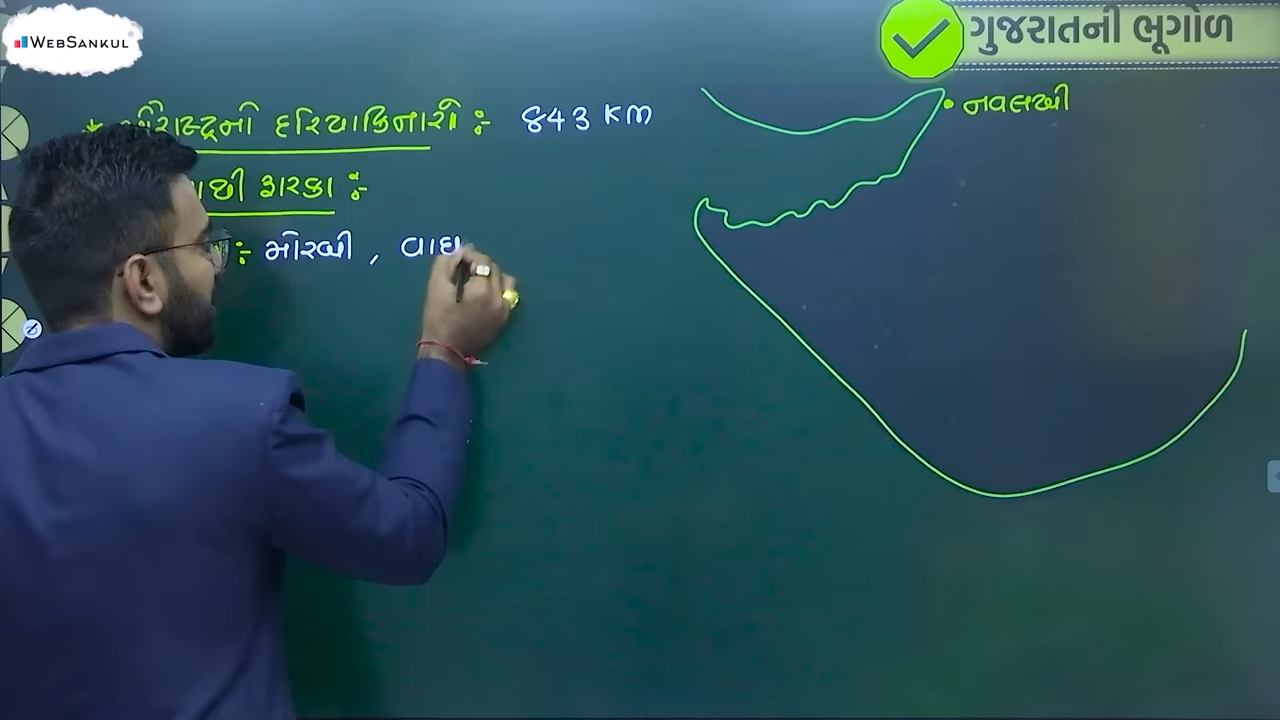 WEBSANKUL
ગુજરાતની ભૂગોળ
દરિયાકિનારો :- 843 KM
નવલખી
દ્વારકા :-
:- મોરબી , વાઘ